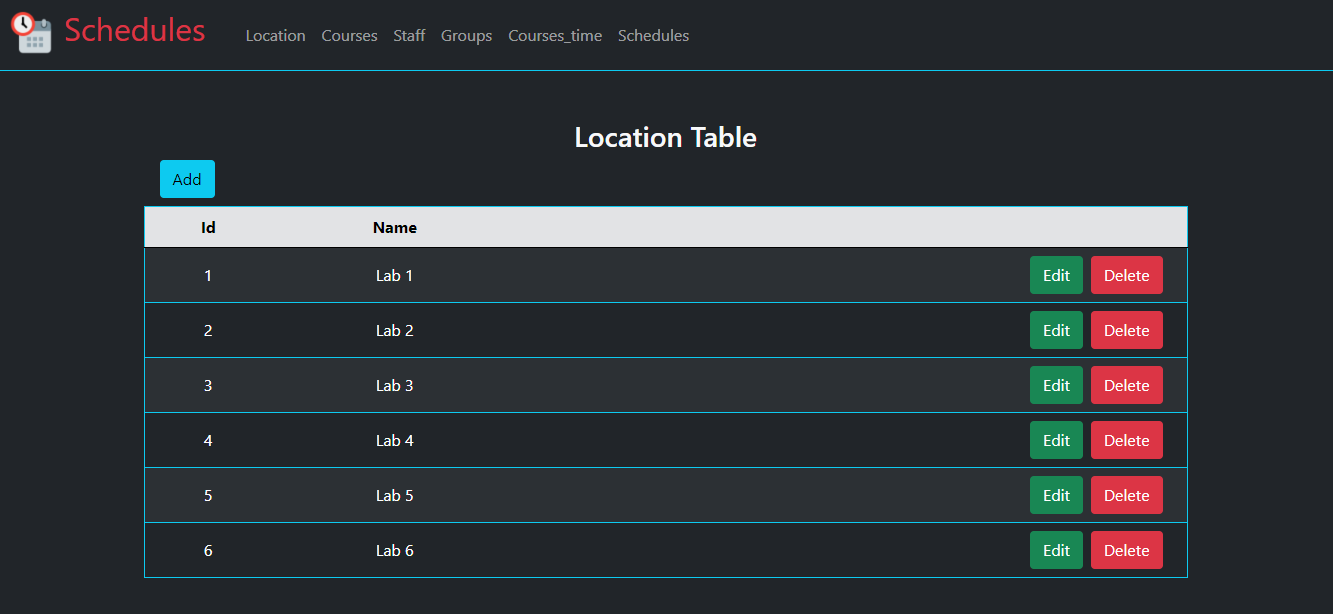 Schedules Location Courses Staff Groups Courses_time Schedules
Location Table
Add
Id Name
1 Lab 1 Edit Delete
2 Lab 2 Edit Delete
3 Lab 3 Edit Delete
4 Lab 4 Edit Delete
5 Lab 5 Edit Delete
6 Lab 6 Edit Delete